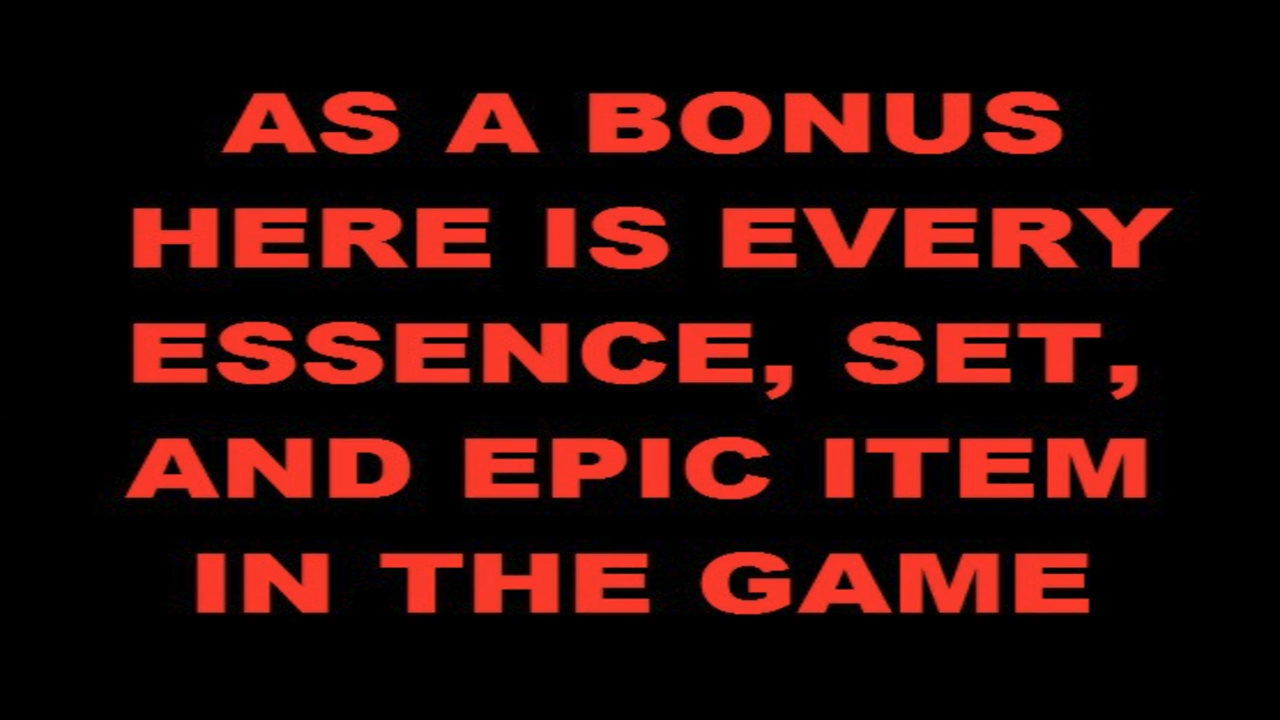 AS A BONUS
HERE IS EVERY
ESSENCE, SET,
AND EPIC ITEM
IN THE GAME